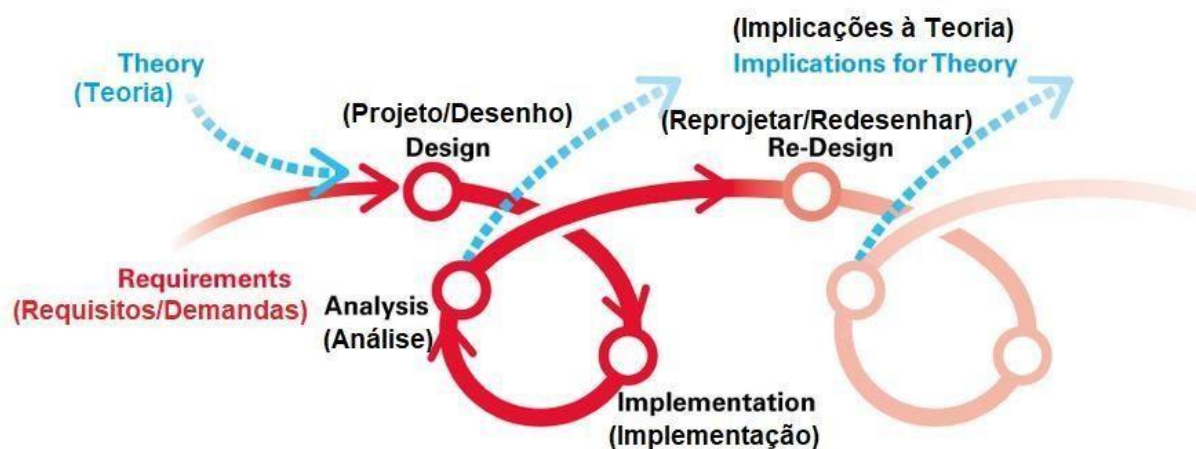 Theory
(Teoria)
(Implicações à Teoria)
Implications for Theory
(Projeto/Desenho)
Design
(Reprojetar/Redesenhar)
Re-Design
Requirements
(Requisitos/Demandas)
Analysis
(Análise)
Implementation
(Implementação)